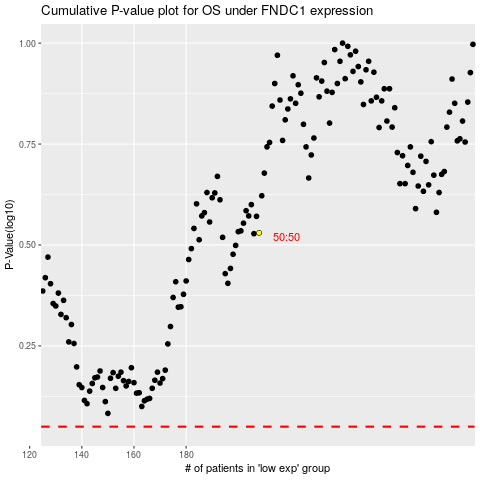 Cumulative P-value plot for OS under FNDC1 expression
1.00
0.75
0.50
0.25
P-Value(log10)
50:50
120 140 160 180
# of patients in 'low exp' group